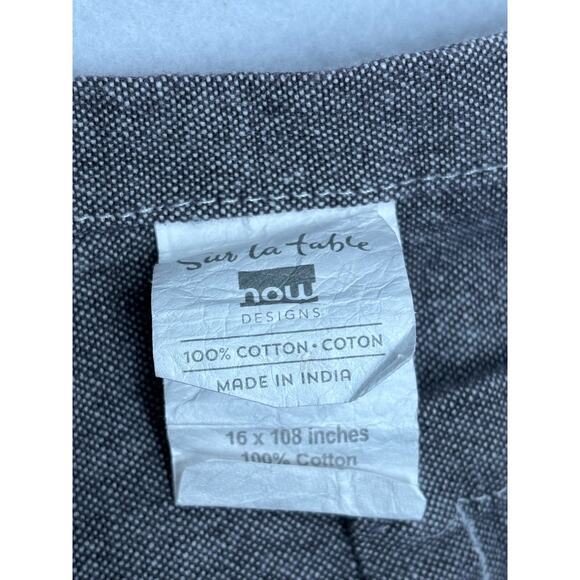 Sur la table
now
DESIGNS
100% COTTON • COTON
MADE IN INDIA
16 x 108 inches
100% Cotton